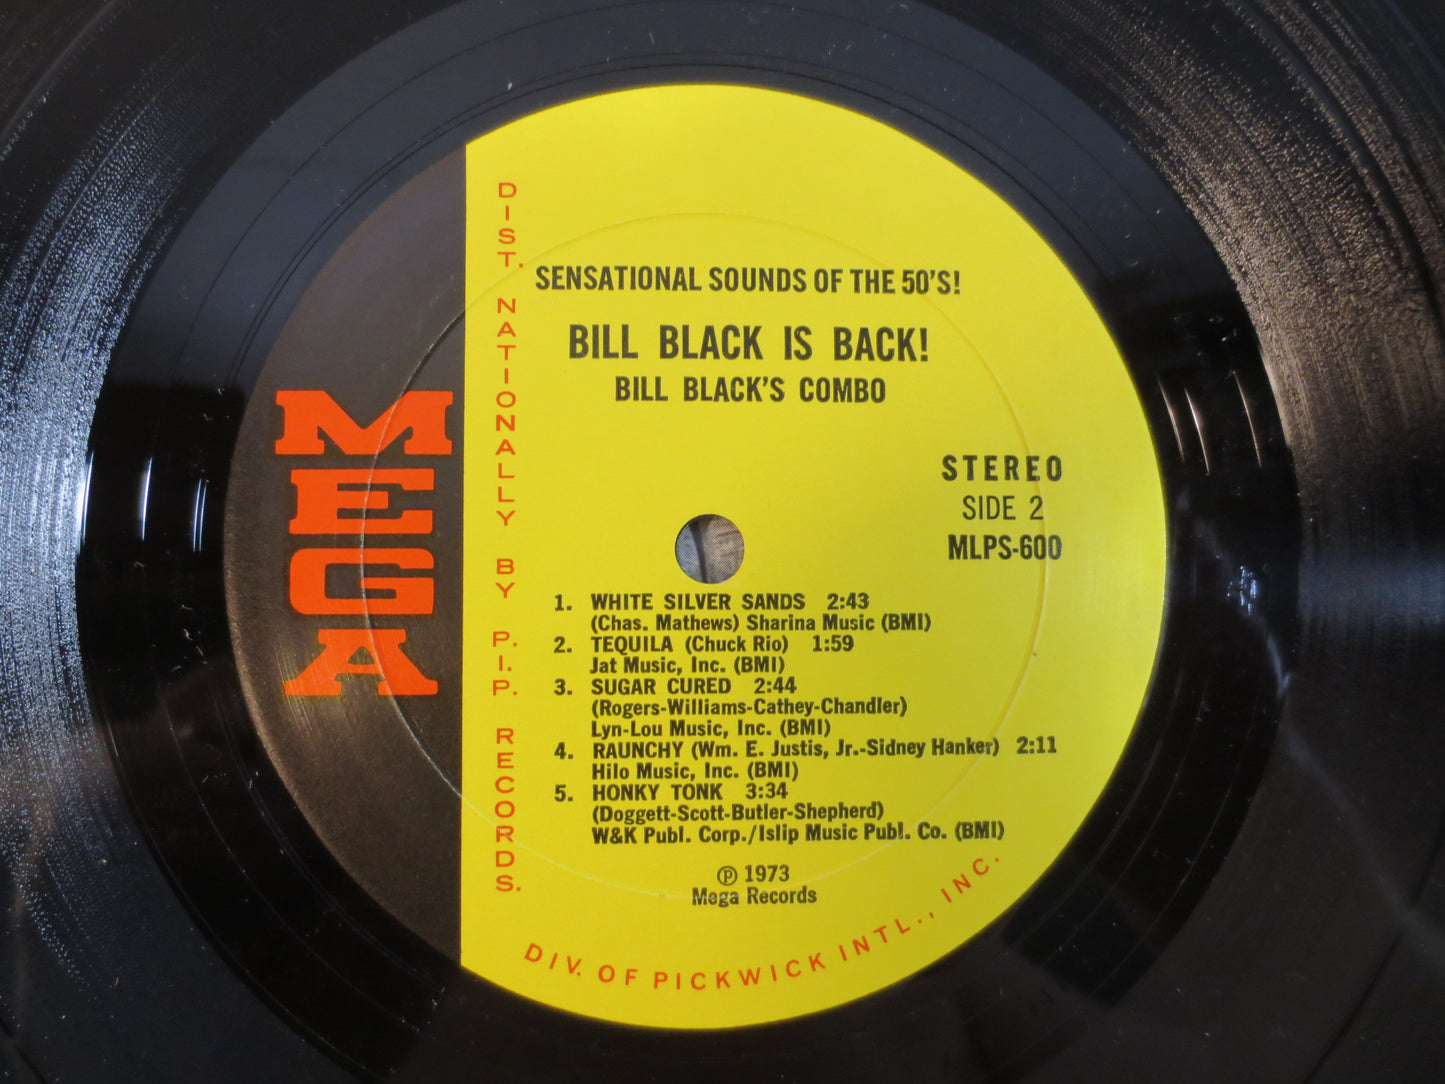 MEGA
DIST. NATIONALLY BY P.I.P. RECORDS.
SENSATIONAL SOUNDS OF THE 50'S!
BILL BLACK IS BACK!
BILL BLACK'S COMBO
STEREO
SIDE 2
MLPS-600
1. WHITE SILVER SANDS 2:43
(Chas. Mathews) Sharina Music (BMI)
2. TEQUILA (Chuck Rio) 1:59
Jat Music, Inc. (BMI)
3. SUGAR CURED 2:44
(Rogers-Williams-Cathey-Chandler)
Lyn-Lou Music, Inc. (BMI)
4. RAUNCHY (Wm. E. Justis, Jr.-Sidney Hanker) 2:11
Hilo Music, Inc. (BMI)
5. HONKY TONK 3:34
(Doggett-Scott-Butler-Shepherd)
W&K Publ. Corp./Islip Music Publ. Co. (BMI)
Ⓟ 1973
Mega Records
DIV. OF PICKWICK INTL., INC.